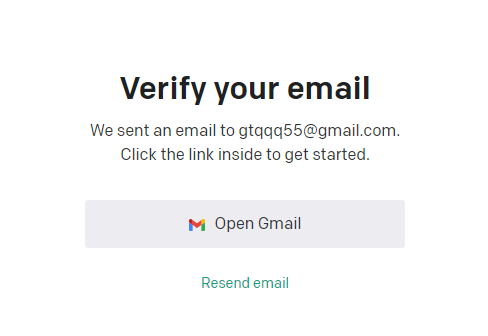 Verify your email
We sent an email to gtqqq55@gmail.com.
Click the link inside to get started.
Open Gmail
Resend email